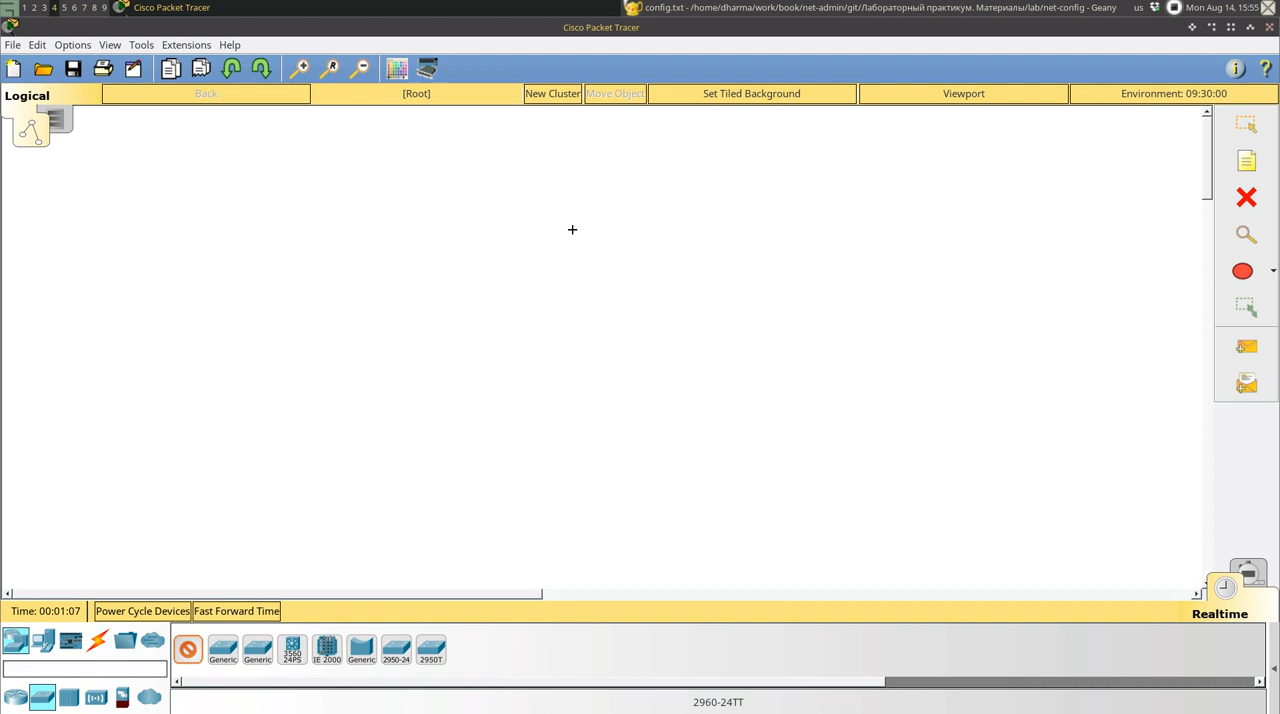 1 2 3 4 5 6 7 8 9 Cisco Packet Tracer config.txt - /home/dharma/work/book/net-admin/git/Лабораторный практикум. Материалы/lab/net-config - Geany us Mon Aug 14, 15:55
Cisco Packet Tracer
File Edit Options View Tools Extensions Help
Logical Back [Root] New Cluster Move Object Set Tiled Background Viewport Environment: 09:30:00
Time: 00:01:07 Power Cycle Devices Fast Forward Time Realtime
Generic Generic 3560 24PS IE 2000 Generic 2950-24 2950T
2960-24TT